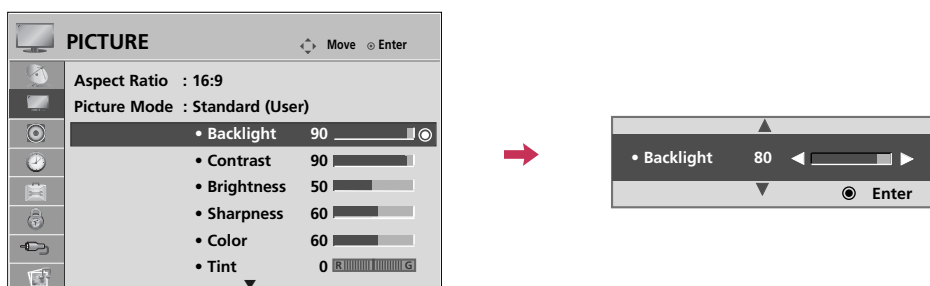 PICTURE
Move
Enter
Aspect Ratio : 16:9
Picture Mode : Standard (User)
• Backlight 90
• Contrast 90
• Brightness 50
• Sharpness 60
• Color 60
• Tint 0 R G
• Backlight 80
Enter